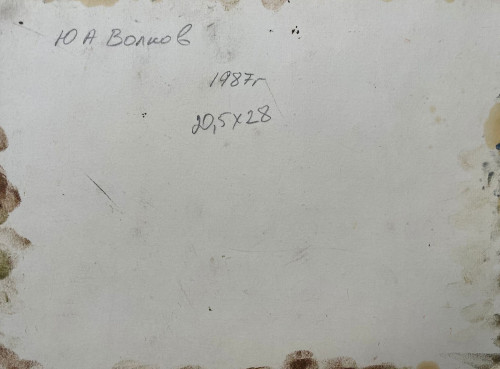 Ю А Волков
1987г
20,5х28